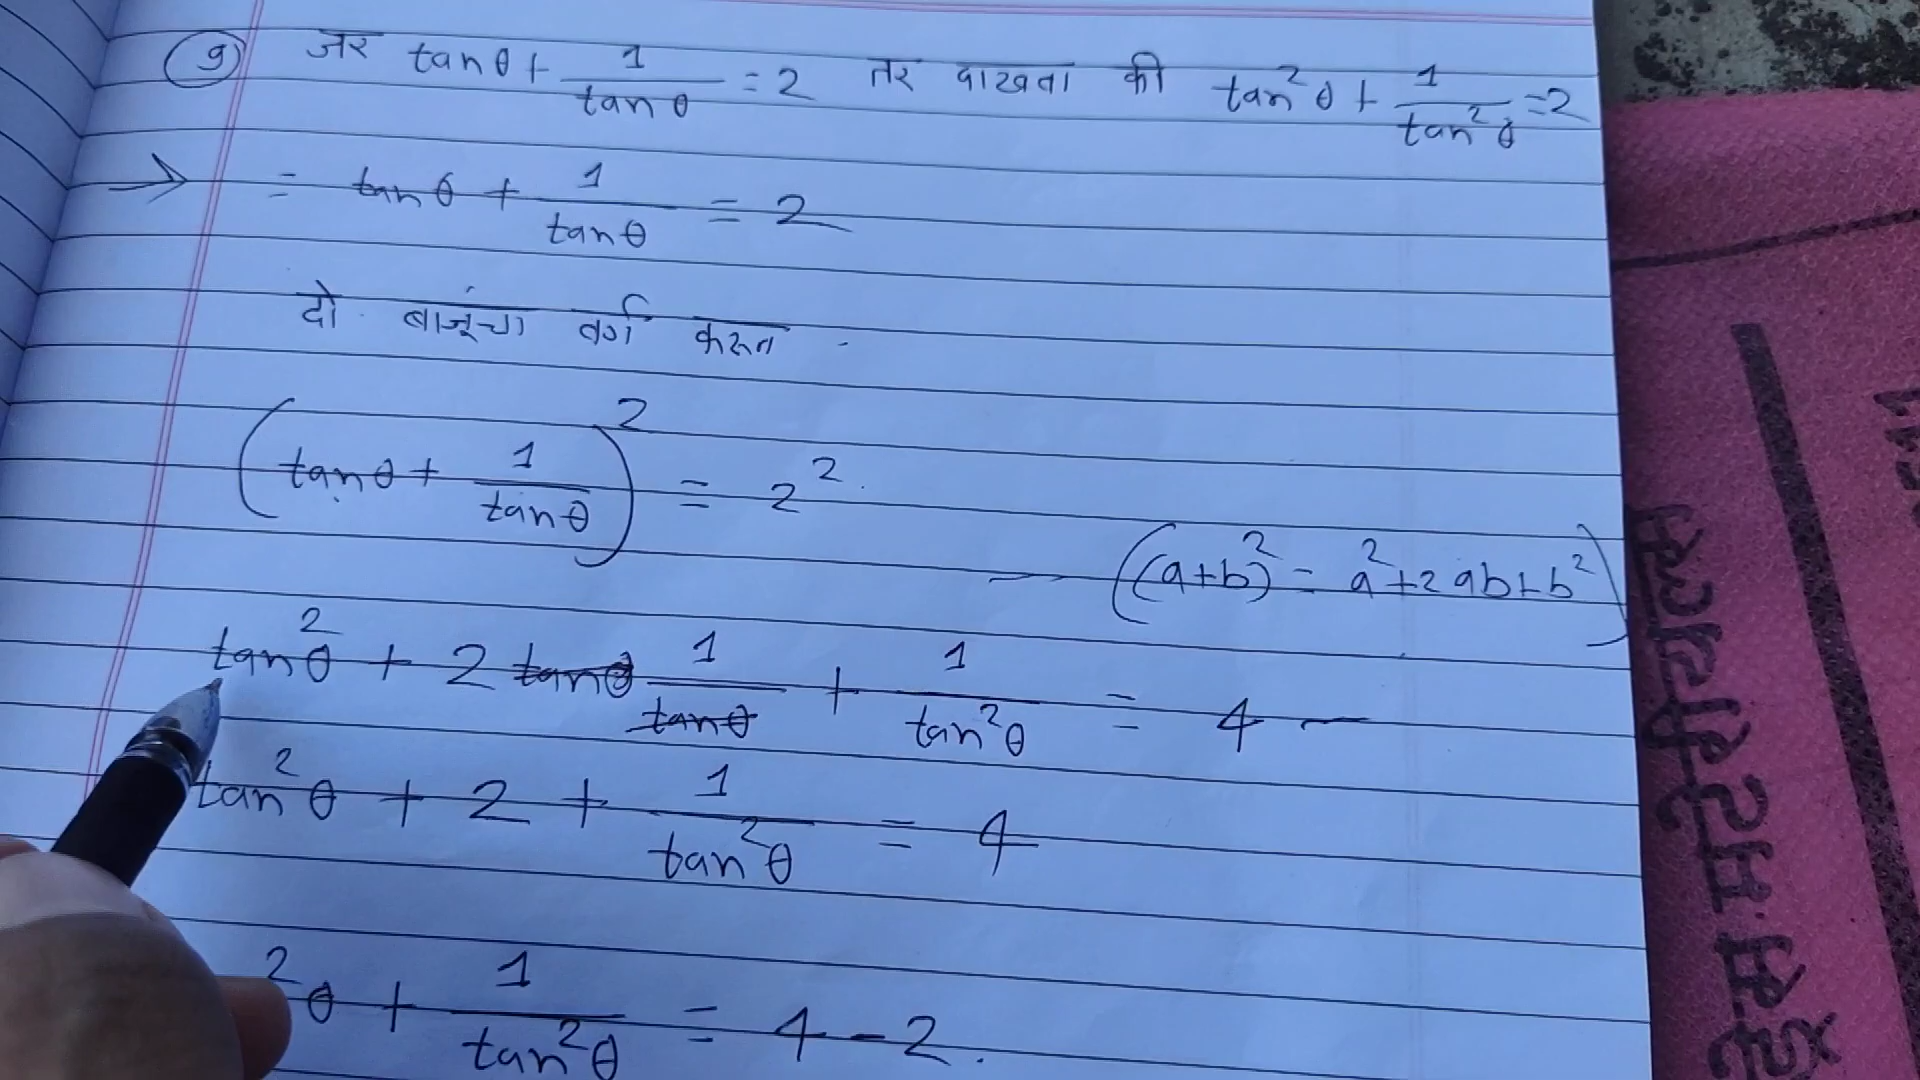 9) जर tanθ + 1/tanθ = 2 तर दाखवा की tan²θ + 1/tan²θ = 2
→ = tanθ + 1/tanθ = 2
दो बाजूंचा वर्ग करून
(tanθ + 1/tanθ)² = 2²
((a+b)² = a²+2ab+b²)
tan²θ + 2 tanθ 1/tanθ + 1/tan²θ = 4 —
tan²θ + 2 + 1/tan²θ = 4
²θ + 1/tan²θ = 4 - 2.